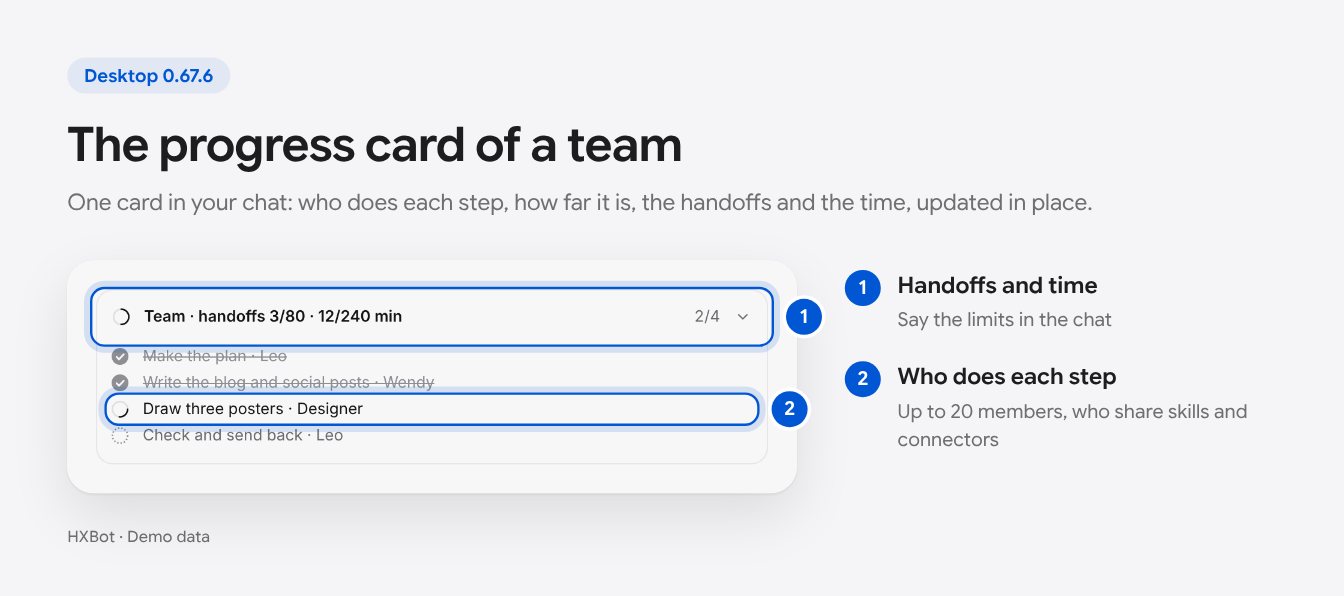 Desktop 0.67.6
The progress card of a team
One card in your chat: who does each step, how far it is, the handoffs and the time, updated in place.
Team · handoffs 3/80 · 12/240 min
2/4
1
Make the plan · Leo
Write the blog and social posts · Wendy
Draw three posters · Designer
2
Check and send back · Leo
1
Handoffs and time
Say the limits in the chat
2
Who does each step
Up to 20 members, who share skills and
connectors
HXBot · Demo data